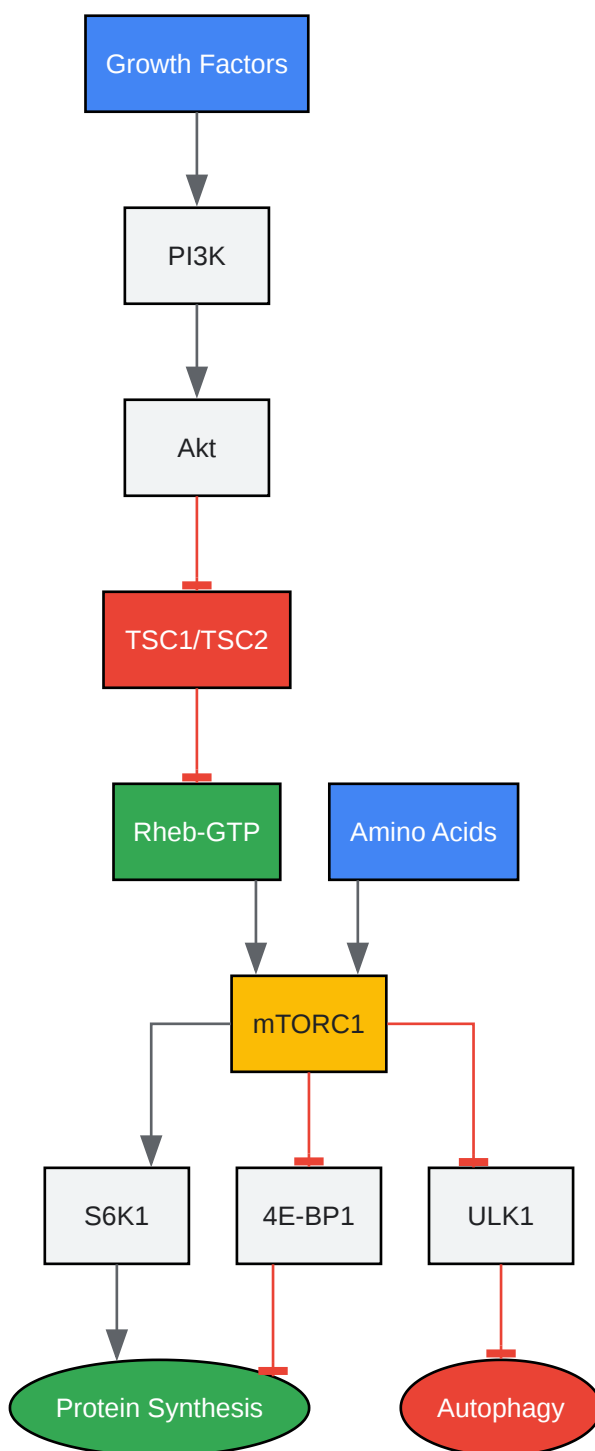 Growth Factors
PI3K
Akt
TSC1/TSC2
Rheb-GTP
Amino Acids
mTORC1
S6K1
4E-BP1
ULK1
Protein Synthesis
Autophagy